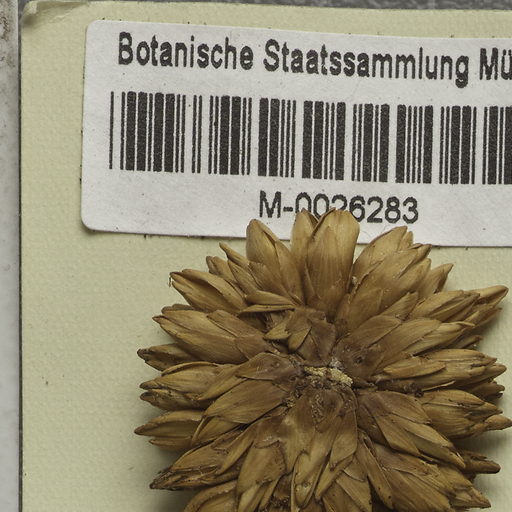 Botanische Staatssammlung Mü
M-0026283